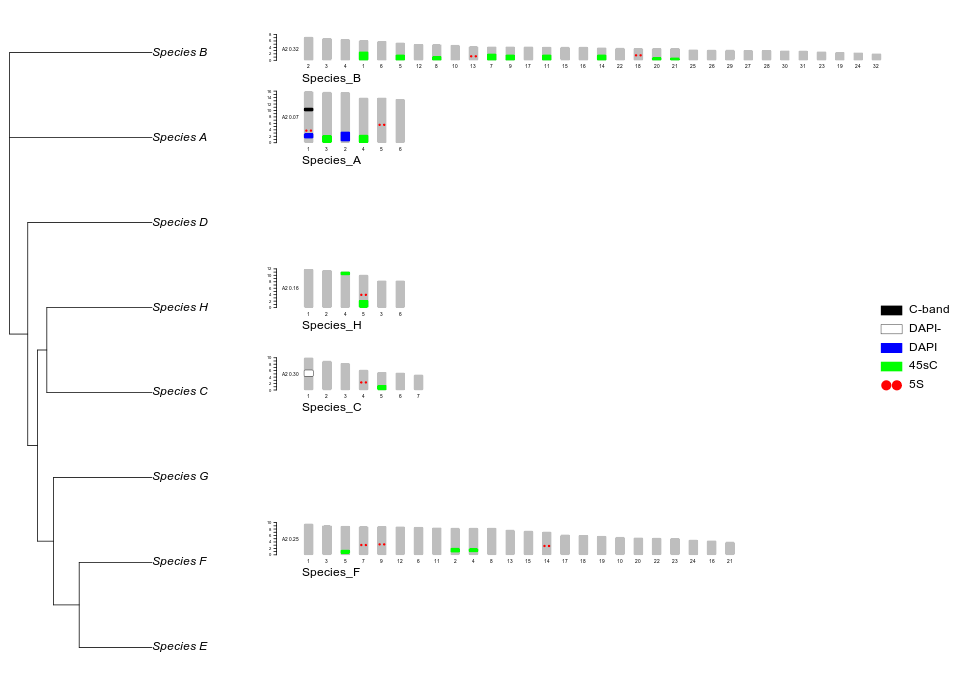 Species B
A2 0.32
2 3 4 1 6 5 12 8 10 13 7 9 11 15 16 14 22 18 20 21 25 26 29 27 28 30 31 23 19 24 32
Species_B
Species A
A2 0.07
1 3 2 4 5 6
Species_A
Species D
Species H
A2 0.16
1 2 4 5 3 6
Species_H
Species C
A2 0.30
1 2 3 4 5 6 7
Species_C
Species G
Species F
A2 0.25
1 3 5 7 9 12 6 11 2 4 8 13 15 14 17 18 19 10 20 22 23 24 16 21
Species_F
Species E
C-band
DAPI-
DAPI
45sC
5S